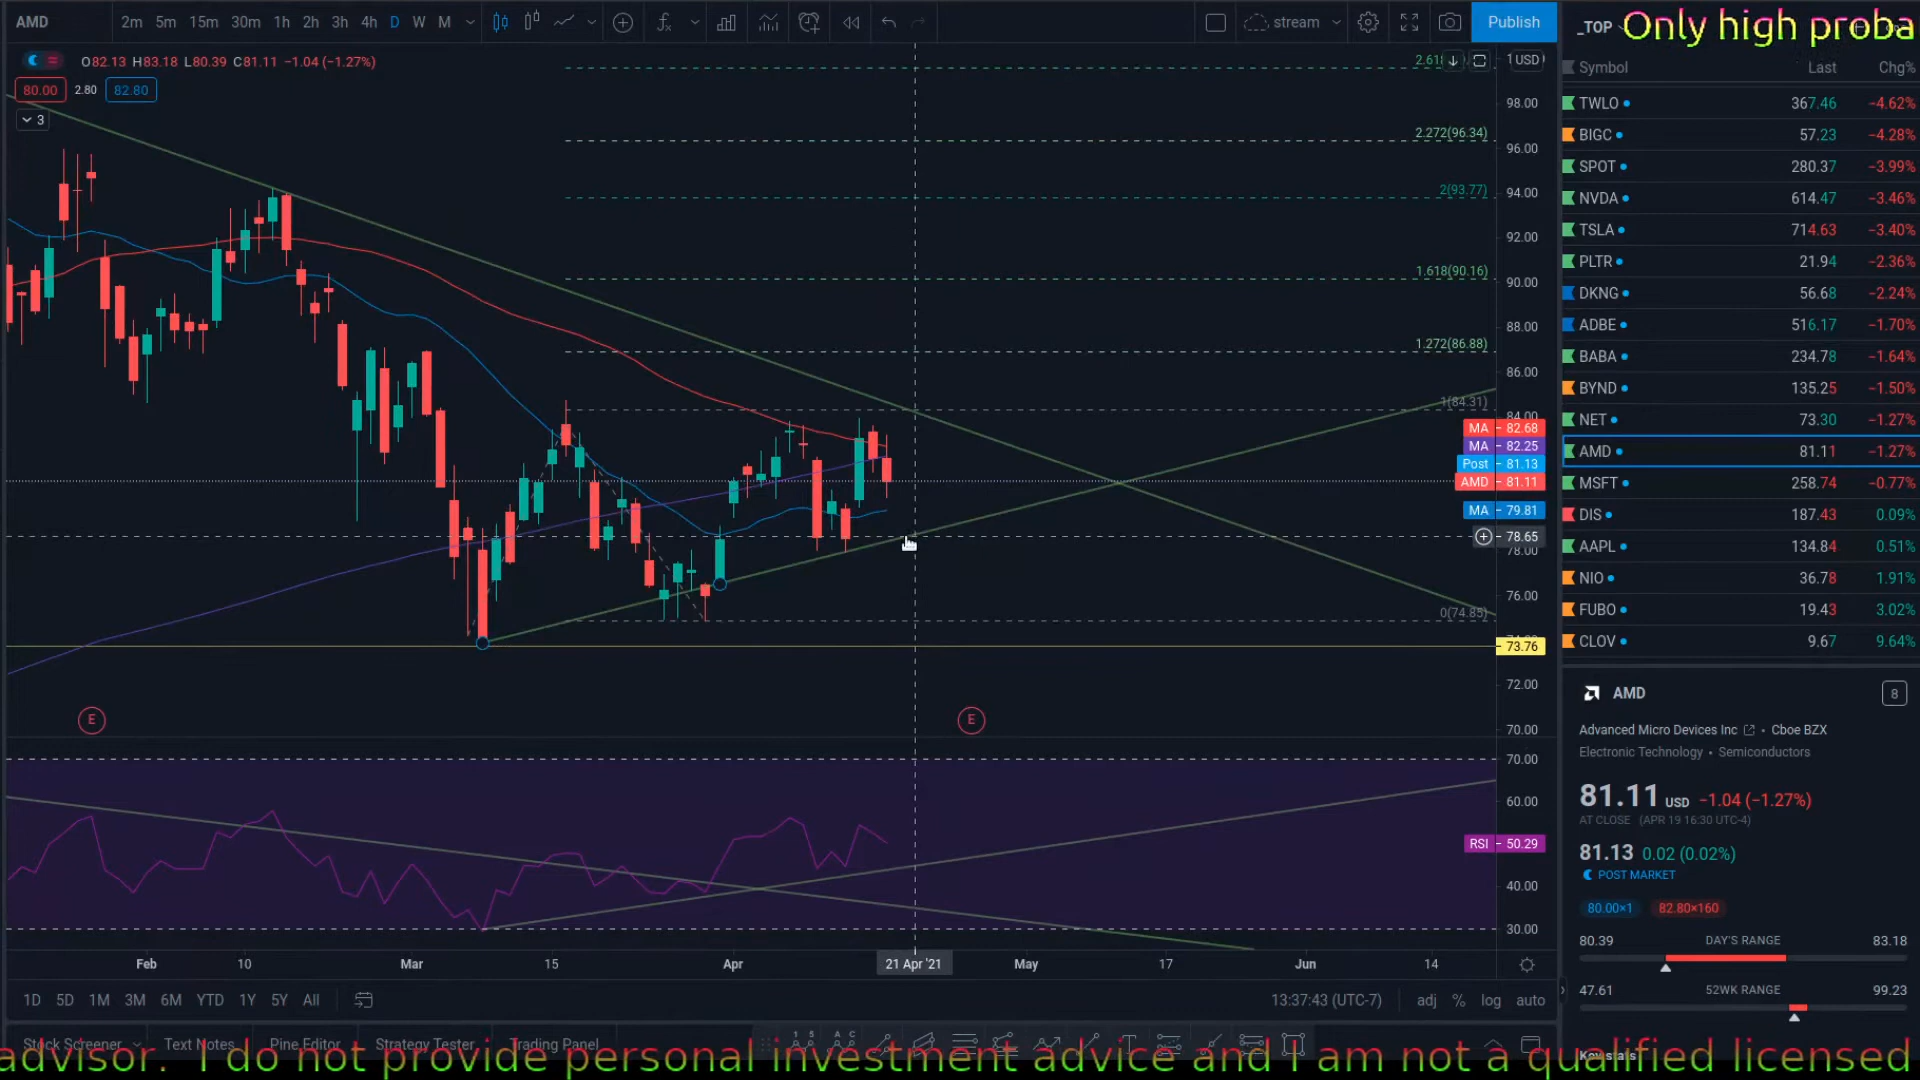 AMD 2m 5m 15m 30m 1h 2h 3h 4h D W M stream Publish
O82.13 H83.18 L80.39 C81.11 −1.04 (−1.27%)
80.00 2.80 82.80
3
USD
98.00
2.272(96.34)
96.00
94.00
2(93.77)
92.00
90.00
1.618(90.16)
88.00
1.272(86.88)
86.00
1(84.31)
84.00
MA 82.68
MA 82.25
Post 81.13
AMD 81.11
MA 79.81
78.65
78.00
76.00
0(74.85)
73.76
72.00
70.00
E E
70.00
60.00
RSI 50.29
40.00
30.00
Feb 10 Mar 15 Apr 21 Apr '21 May 17 Jun 14
1D 5D 1M 3M 6M YTD 1Y 5Y All 13:37:43 (UTC-7) adj % log auto
Stock Screener Text Notes Pine Editor Strategy Tester Trading Panel
advisor. I do not provide personal investment advice and I am not a qualified licensed
_TOP Only high proba
Symbol Last Chg%
TWLO 367.46 −4.62%
BIGC 57.23 −4.28%
SPOT 280.37 −3.99%
NVDA 614.47 −3.46%
TSLA 714.63 −3.40%
PLTR 21.94 −2.36%
DKNG 56.68 −2.24%
ADBE 516.17 −1.70%
BABA 234.78 −1.64%
BYND 135.25 −1.50%
NET 73.30 −1.27%
AMD 81.11 −1.27%
MSFT 258.74 −0.77%
DIS 187.43 0.09%
AAPL 134.84 0.51%
NIO 36.78 1.91%
FUBO 19.43 3.02%
CLOV 9.67 9.64%
AMD 8
Advanced Micro Devices Inc • Cboe BZX
Electronic Technology • Semiconductors
81.11 USD −1.04 (−1.27%)
AT CLOSE (APR 19 16:30 UTC-4)
81.13 0.02 (0.02%)
POST MARKET
80.00×1 82.80×160
80.39 DAY'S RANGE 83.18
47.61 52WK RANGE 99.23